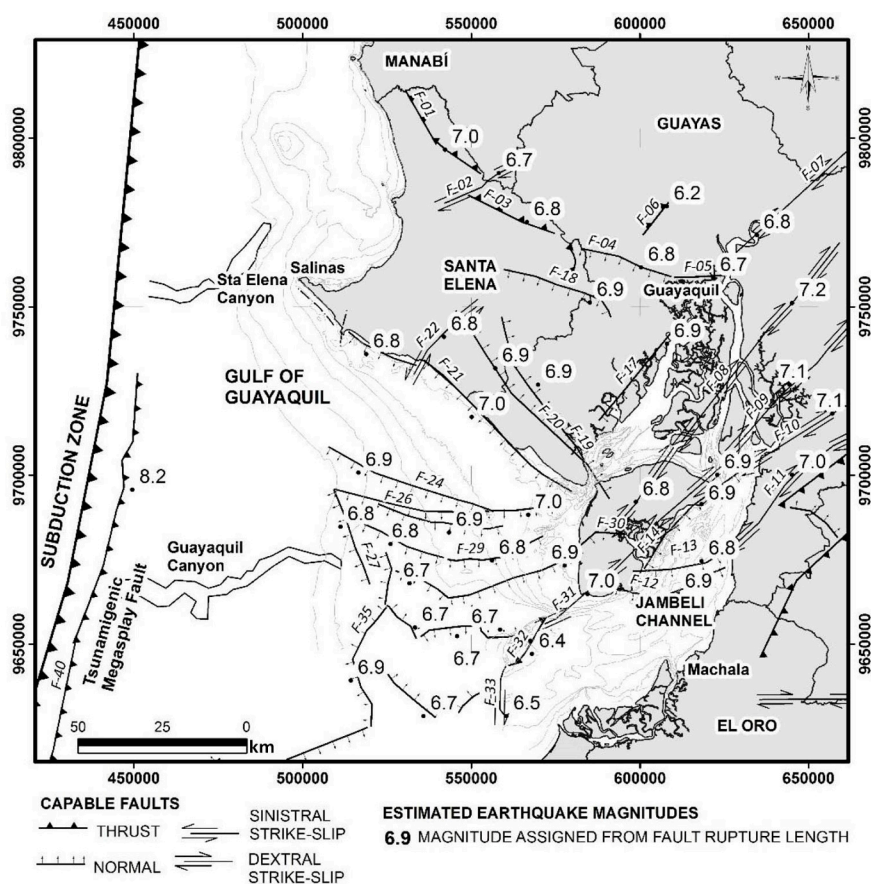 450000 500000 550000 600000 650000
9800000
9750000
9700000
9650000
MANABÍ
F-01
7.0
GUAYAS
F-07
6.7
F-02
F-03
6.8
F-06
6.2
6.8
F-04
6.8
F-05
6.7
Sta Elena
Canyon
Salinas
SANTA
ELENA
F-18
6.9
Guayaquil
7.2
6.8
F-22
6.8
6.9
6.9
F-17
6.9
F-08
7.1
F-09
7.1
F-10
F-21
GULF OF
GUAYAQUIL
7.0
F-20
F-19
SUBDUCTION ZONE
8.2
6.9
F-24
F-26
7.0
6.8
6.9
6.9
F-11
7.0
6.8
6.9
F-30
F-14
F-13
6.8
Guayaquil
Canyon
F-27
F-29
6.8
6.9
6.7
7.0
F-12
6.9
F-31
JAMBELI
CHANNEL
Tsunamigenic
Megasplay Fault
F-40
F-35
6.7
6.7
6.7
F-32
6.4
6.9
6.7
F-33
6.5
Machala
EL ORO
50 25 0
km
450000 500000 550000 600000 650000
CAPABLE FAULTS
THRUST
NORMAL
SINISTRAL
STRIKE-SLIP
DEXTRAL
STRIKE-SLIP
ESTIMATED EARTHQUAKE MAGNITUDES
6.9 MAGNITUDE ASSIGNED FROM FAULT RUPTURE LENGTH